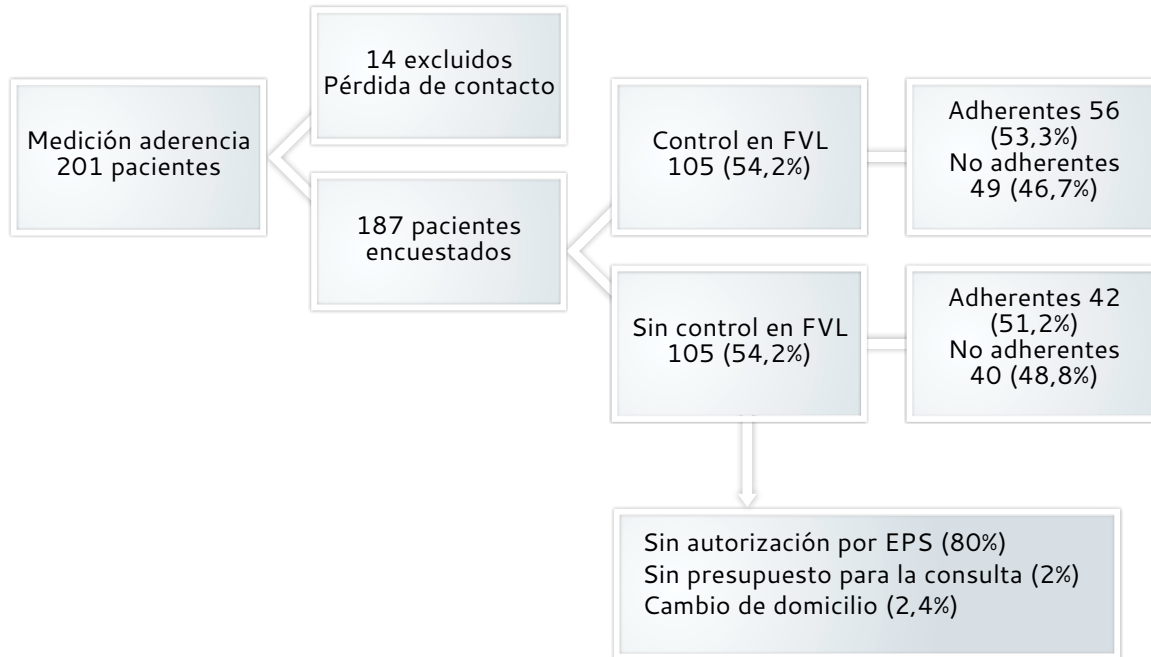 Medición aderencia
201 pacientes
14 excluidos
Pérdida de contacto
187 pacientes
encuestados
Control en FVL
105 (54,2%)
Adherentes 56
(53,3%)
No adherentes
49 (46,7%)
Sin control en FVL
105 (54,2%)
Adherentes 42
(51,2%)
No adherentes
40 (48,8%)
Sin autorización por EPS (80%)
Sin presupuesto para la consulta (2%)
Cambio de domicilio (2,4%)